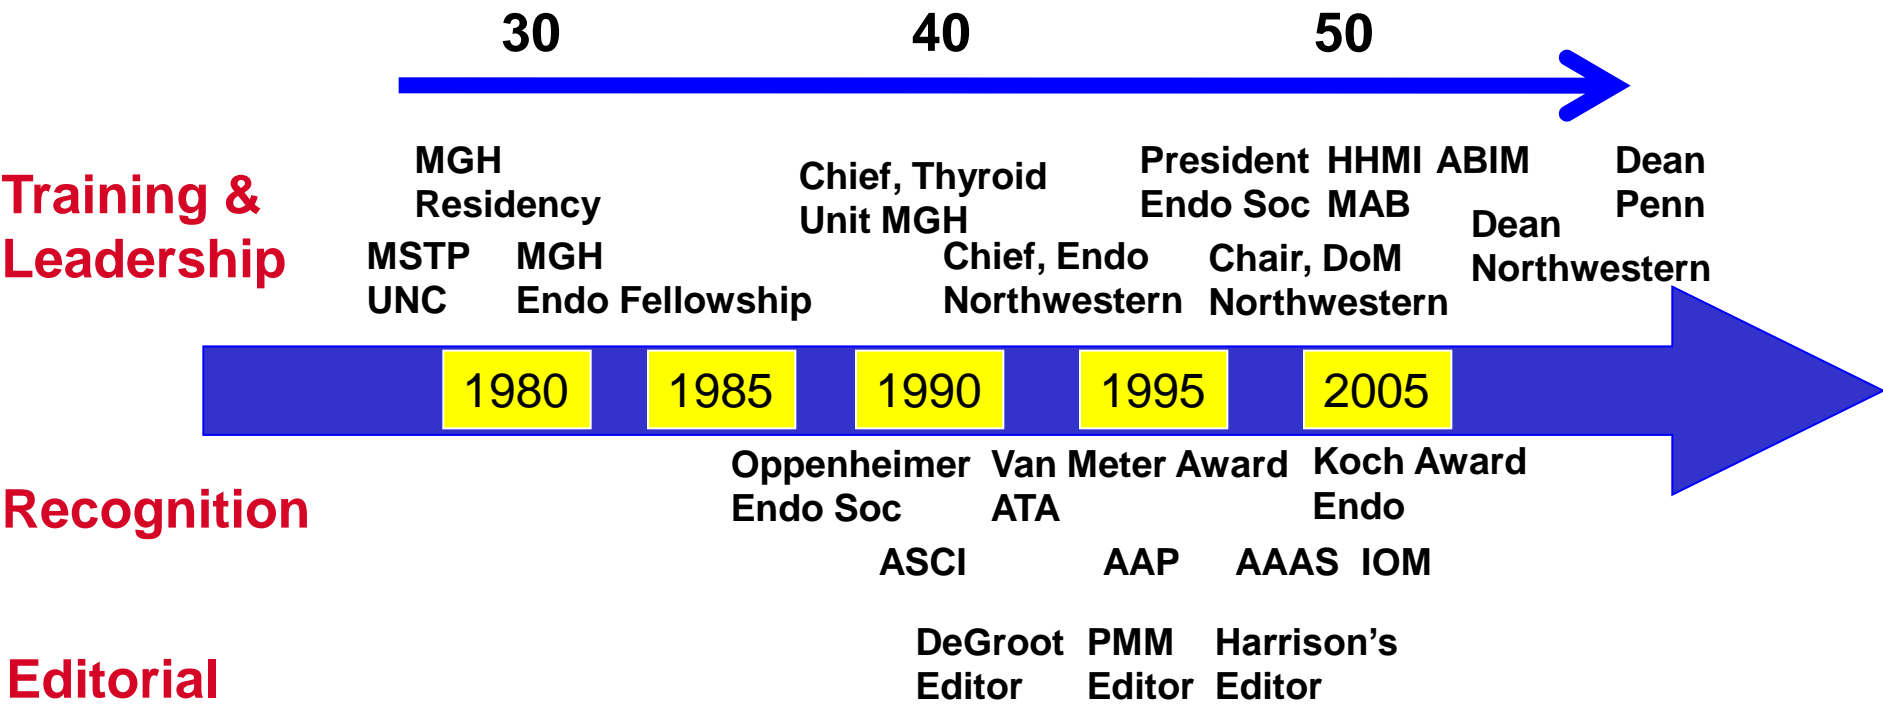 30 40 50
Training &
Leadership
MGH
Residency
MSTP
UNC
MGH
Endo Fellowship
Chief, Thyroid
Unit MGH
Chief, Endo
Northwestern
President
Endo Soc
HHMI
MAB
ABIM
Chair, DoM
Northwestern
Dean
Northwestern
Dean
Penn
1980 1985 1990 1995 2005
Recognition
Oppenheimer
Endo Soc
Van Meter Award
ATA
Koch Award
Endo
ASCI AAP AAAS IOM
Editorial
DeGroot
Editor
PMM
Editor
Harrison’s
Editor